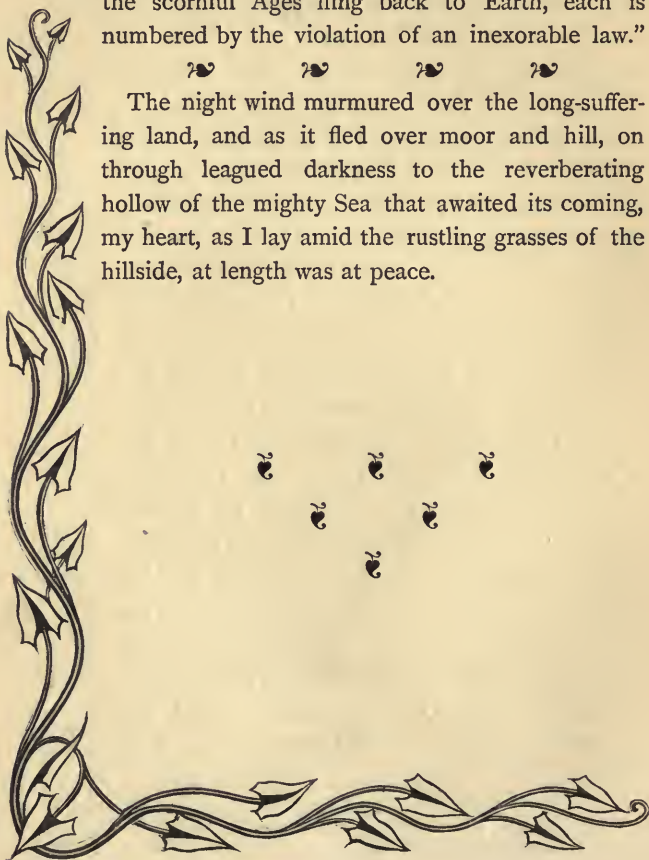 the scornful Ages fling back to Earth, each is
numbered by the violation of an inexorable law.”
The night wind murmured over the long-suffer-
ing land, and as it fled over moor and hill, on
through leagued darkness to the reverberating
hollow of the mighty Sea that awaited its coming,
my heart, as I lay amid the rustling grasses of the
hillside, at length was at peace.